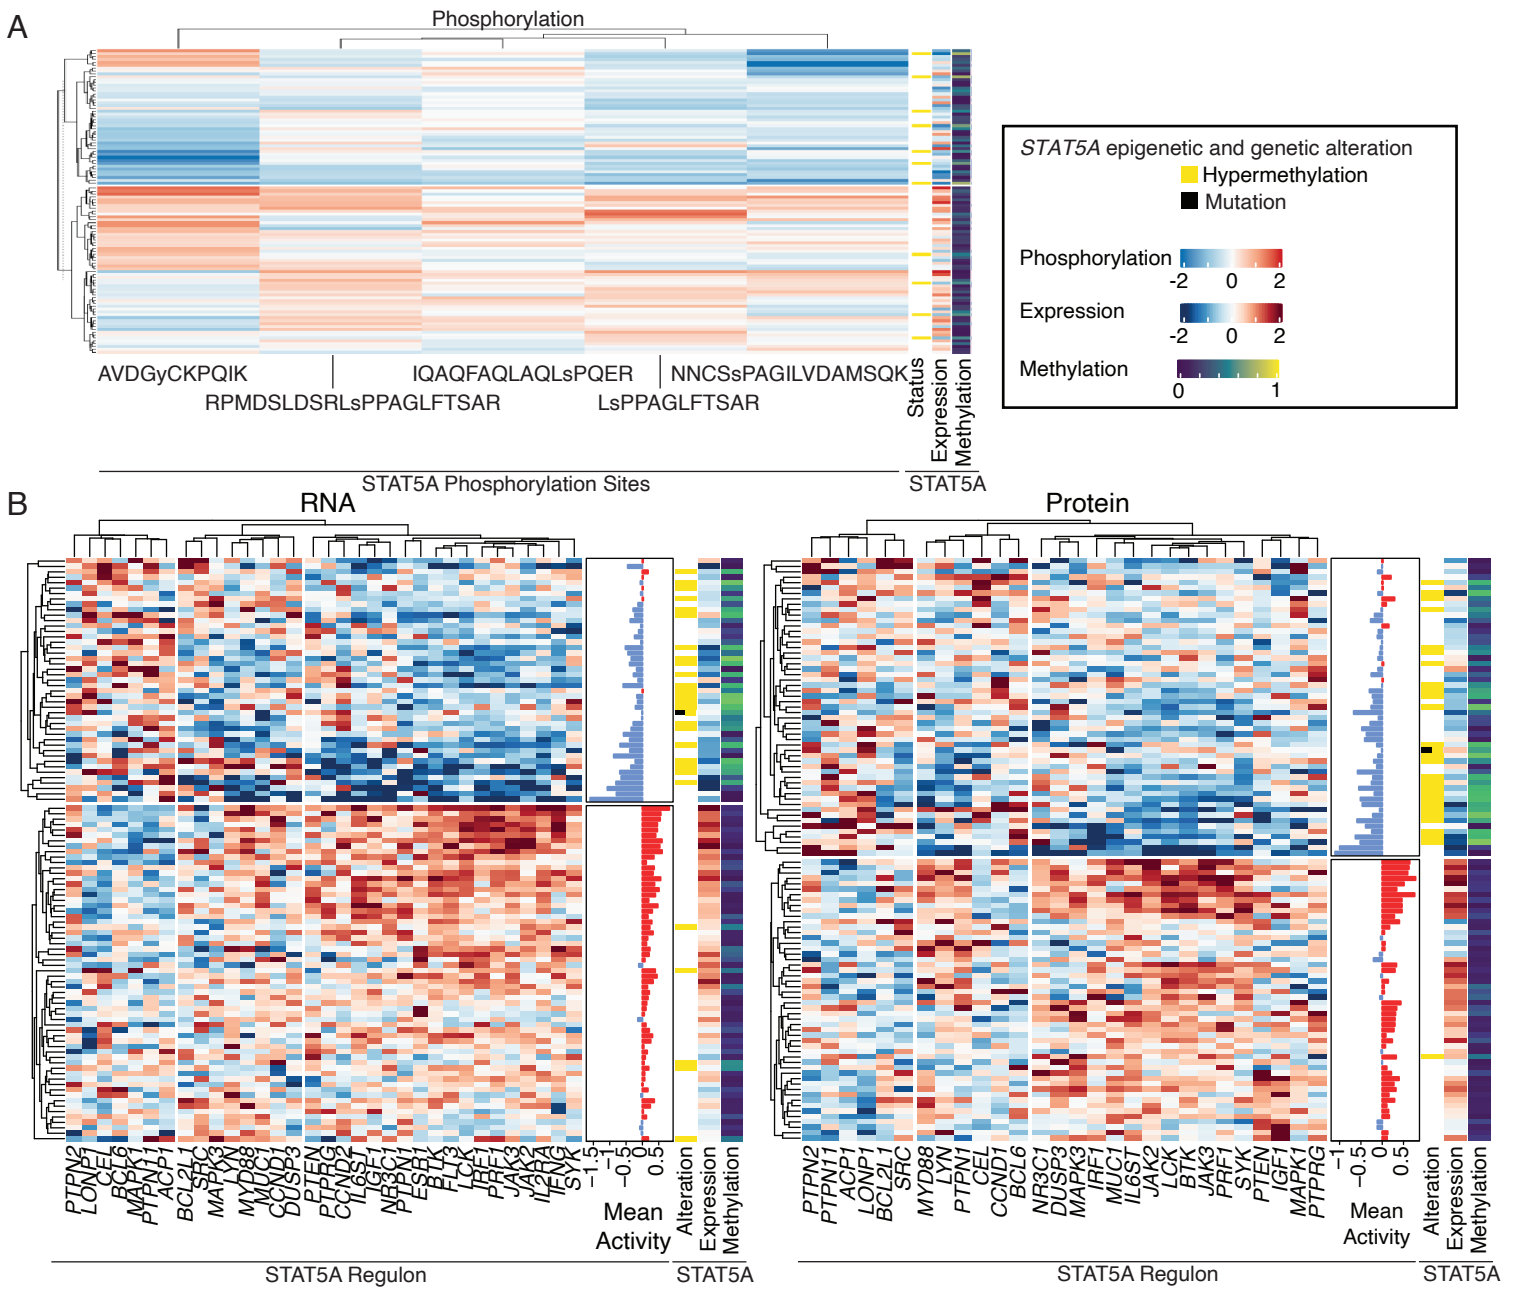 A
Phosphorylation
AVDGyCKPQIK
IQAQFAQLAQLsPQER
NNCSsPAGILVDAMSQK
RPMDSLDSRLsPPAGLFTSAR
LsPPAGLFTSAR
Status
Expression
Methylation
STAT5A Phosphorylation Sites
STAT5A
STAT5A epigenetic and genetic alteration
Hypermethylation
Mutation
Phosphorylation
-2 0 2
Expression
-2 0 2
Methylation
0 1
B
RNA
PTPN2
LONP1
CEL
BCL6
MAPK1
PTPN11
ACP1
BCL2L1
SRC
MAPK3
LYN
MYD88
MUC1
CCND1
DUSP3
PTEN
PTPRG
CCND2
IL6ST
IGF1
NR3C1
PTPN1
ESR1
BTK
FLT3
LCK
IRF1
PRF1
JAK3
JAK2
IL2RA
IFNG
SYK
−1.5
−1
−0.5
0
0.5
Mean
Activity
Alteration
Expression
Methylation
STAT5A Regulon
STAT5A
Protein
PTPN2
PTPN11
ACP1
LONP1
BCL2L1
SRC
MYD88
LYN
PTPN1
CEL
CCND1
BCL6
NR3C1
DUSP3
MAPK3
IRF1
MUC1
IL6ST
JAK2
LCK
BTK
JAK3
PRF1
SYK
PTEN
IGF1
MAPK1
PTPRG
−1
−0.5
0
0.5
Mean
Activity
Alteration
Expression
Methylation
STAT5A Regulon
STAT5A